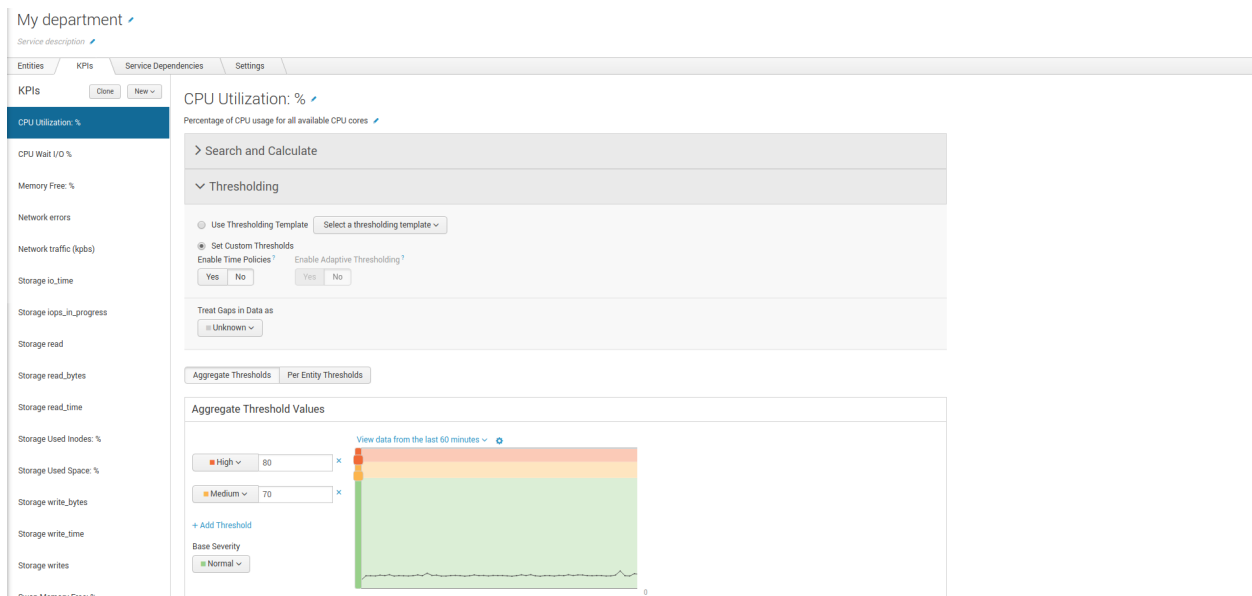 My department
Service description
Entities KPIs Service Dependencies Settings
KPIs Clone New
CPU Utilization: %
CPU Wait I/O %
Memory Free: %
Network errors
Network traffic (kpbs)
Storage io_time
Storage iops_in_progress
Storage read
Storage read_bytes
Storage read_time
Storage Used Inodes: %
Storage Used Space: %
Storage write_bytes
Storage write_time
Storage writes
Swap Memory Free: %
CPU Utilization: %
Percentage of CPU usage for all available CPU cores
Search and Calculate
Thresholding
Use Thresholding Template Select a thresholding template
Set Custom Thresholds
Enable Time Policies ? Enable Adaptive Thresholding ?
Yes No Yes No
Treat Gaps in Data as
Unknown
Aggregate Thresholds Per Entity Thresholds
Aggregate Threshold Values
View data from the last 60 minutes
High 80 ×
Medium 70 ×
+ Add Threshold
Base Severity
Normal
0